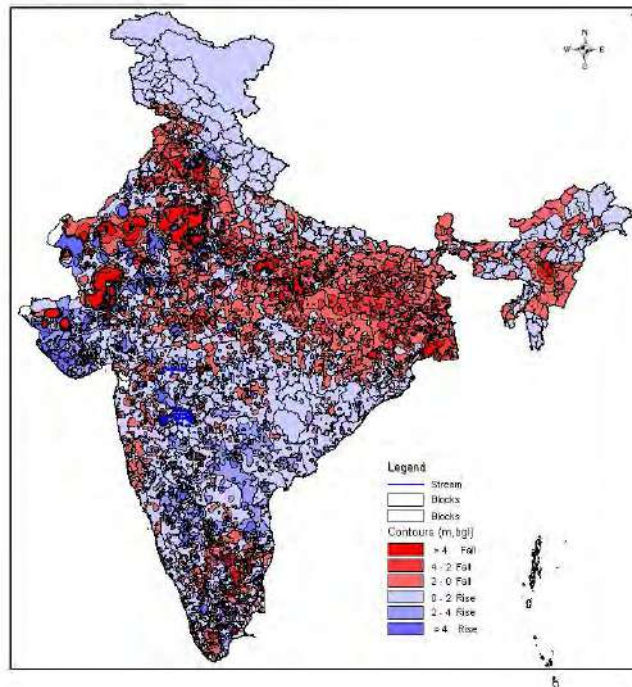 N
W E
Legend
Stream
Blocks
Blocks
Contours (m,bgl)
> 4 Fall
4 - 2 Fall
2 - 0 Fall
0 - 2 Rise
2 - 4 Rise
> 4 Rise